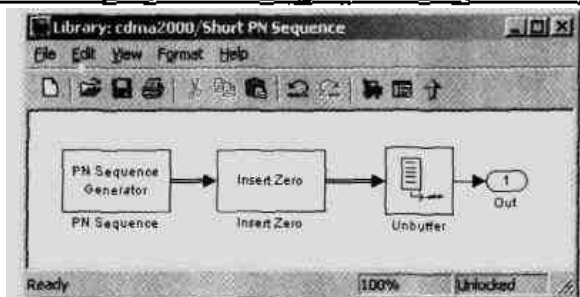 Library: cdma2000/Short PN Sequence
File Edit View Format Help
PN Sequence
Generator
PN Sequence
Insert Zero
Insert Zero
Unbuffer
1
Out
Ready
100%
Unlocked